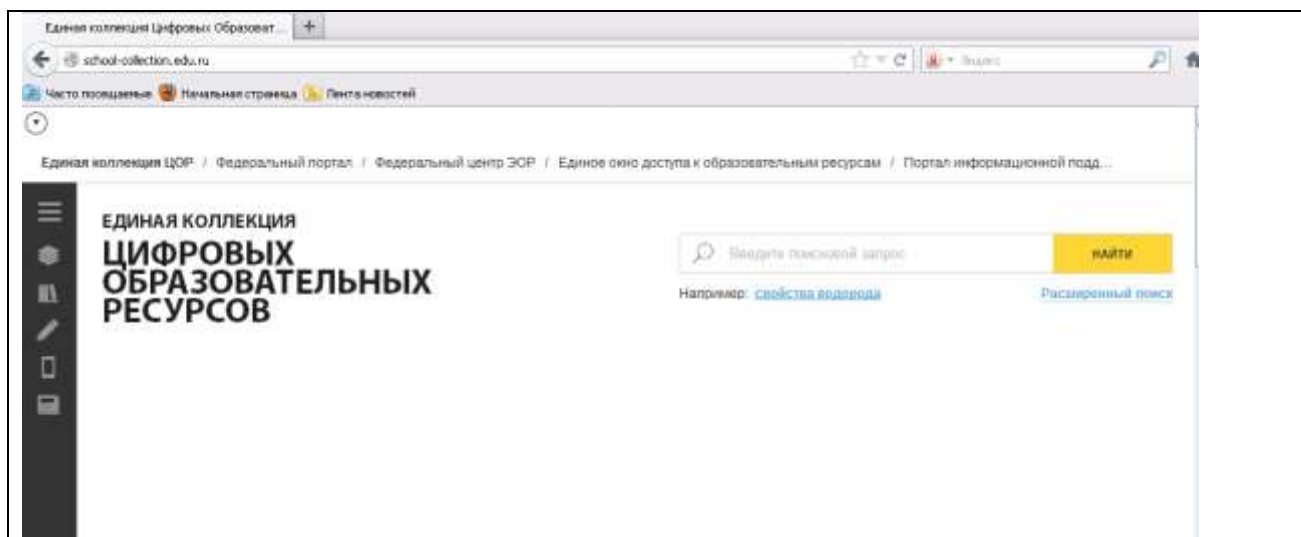 Единая коллекция Цифровых Образоват...
school-collection.edu.ru
Яндекс
Часто посещаемые Начальная страница Лента новостей
Единая коллекция ЦОР / Федеральный портал / Федеральный центр ЭОР / Единое окно доступа к образовательным ресурсам / Портал информационной подд...
ЕДИНАЯ КОЛЛЕКЦИЯ
ЦИФРОВЫХ
ОБРАЗОВАТЕЛЬНЫХ
РЕСУРСОВ
Введите поисковой запрос
НАЙТИ
Например: свойства водорода
Расширенный поиск